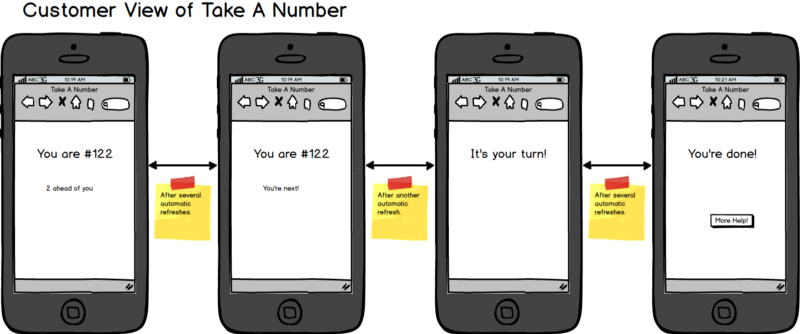 Customer View of Take A Number
ABC 3G 10:19 AM
Take A Number
You are #122
2 ahead of you
After several
automatic
refreshes.
ABC 3G 10:19 AM
Take A Number
You are #122
You're next!
After another
automatic
refresh.
ABC 3G 10:19 AM
Take A Number
It's your turn!
After several
automatic
refreshes.
ABC 3G 10:21 AM
Take A Number
You're done!
More Help!